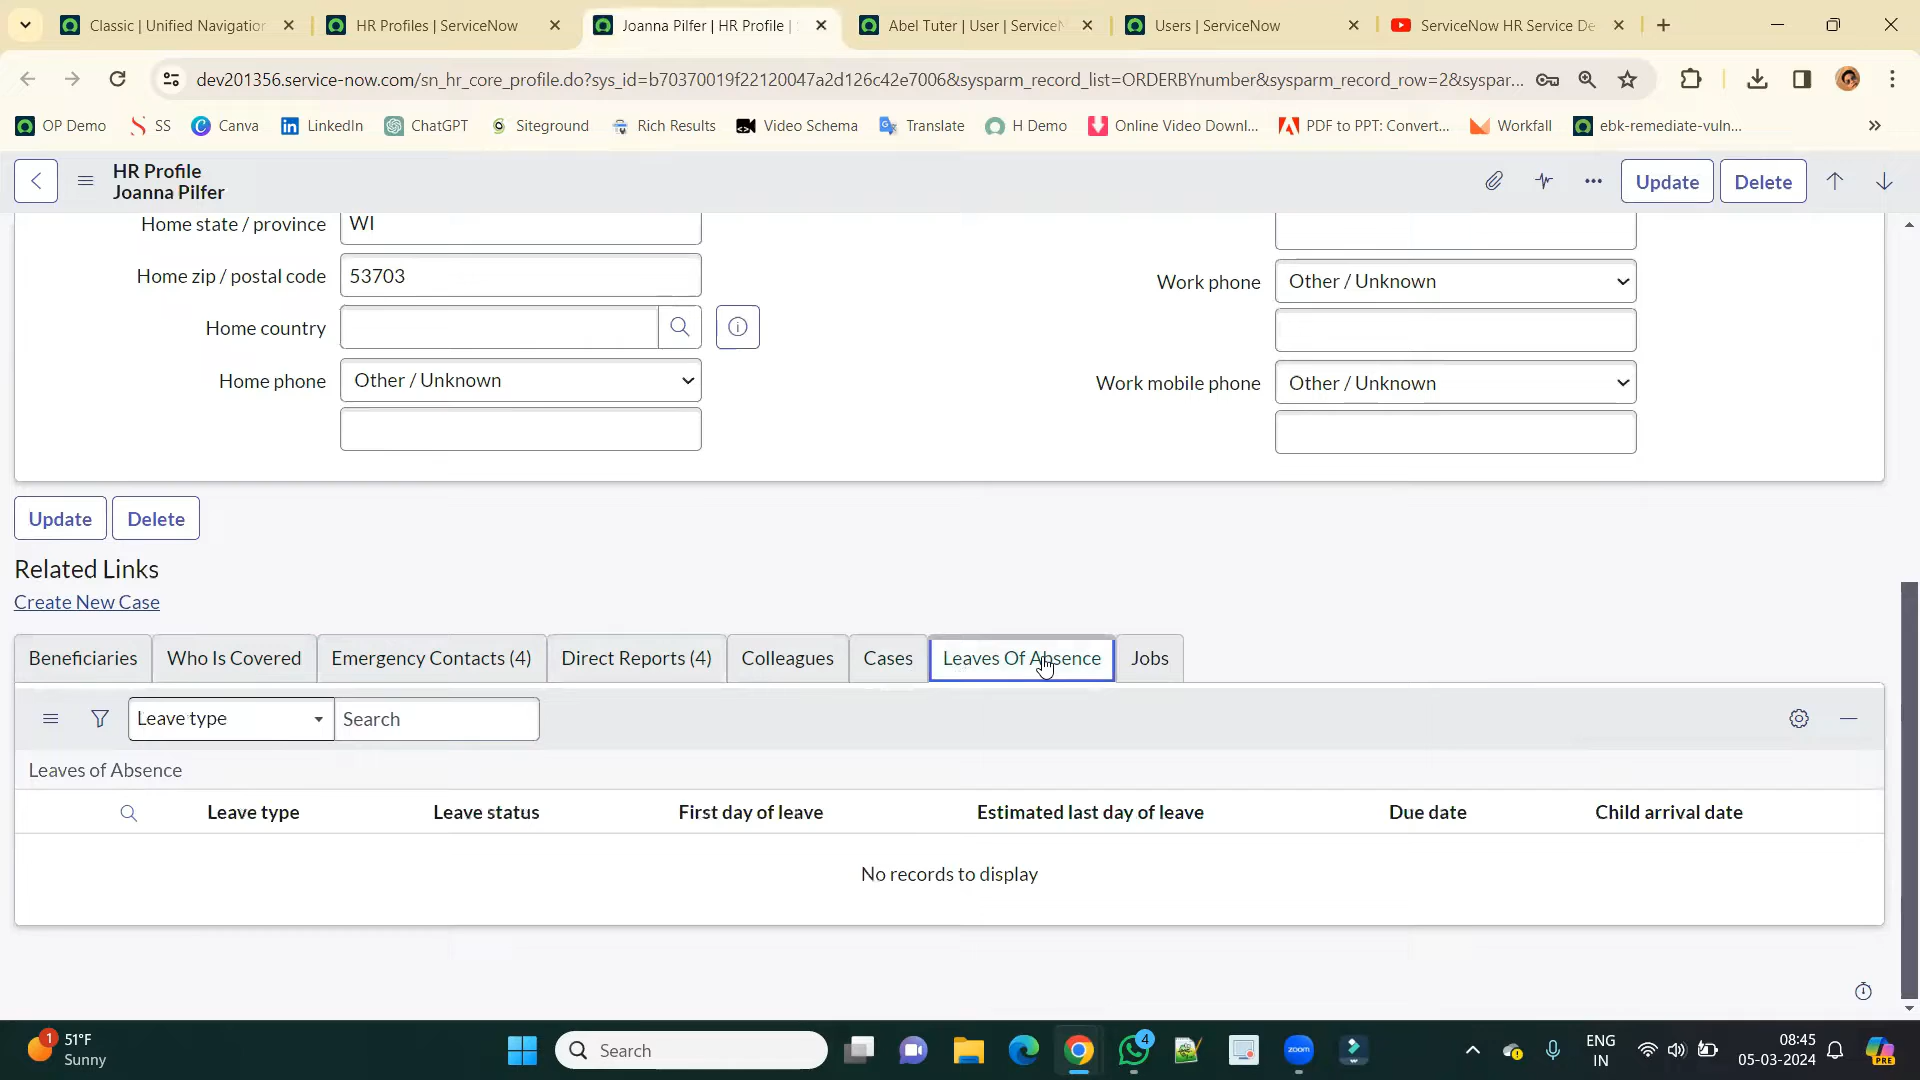 Classic | Unified Navigation
HR Profiles | ServiceNow
Joanna Pilfer | HR Profile |
Abel Tuter | User | ServiceN
Users | ServiceNow
ServiceNow HR Service De
dev201356.service-now.com/sn_hr_core_profile.do?sys_id=b70370019f22120047a2d126c42e7006&sysparm_record_list=ORDERBYnumber&sysparm_record_row=2&syspar...
OP Demo
SS
Canva
LinkedIn
ChatGPT
Siteground
Rich Results
Video Schema
Translate
H Demo
Online Video Downl...
PDF to PPT: Convert...
Workfall
ebk-remediate-vuln...
HR Profile
Joanna Pilfer
Update
Delete
Home state / province
WI
Home zip / postal code
53703
Work phone
Other / Unknown
Home country
Home phone
Other / Unknown
Work mobile phone
Other / Unknown
Update
Delete
Related Links
Create New Case
Beneficiaries
Who Is Covered
Emergency Contacts (4)
Direct Reports (4)
Colleagues
Cases
Leaves Of Absence
Jobs
Leave type
Search
Leaves of Absence
Leave type
Leave status
First day of leave
Estimated last day of leave
Due date
Child arrival date
No records to display
1
51°F
Sunny
Search
4
zoom
ENG
IN
08:45
05-03-2024
PRE